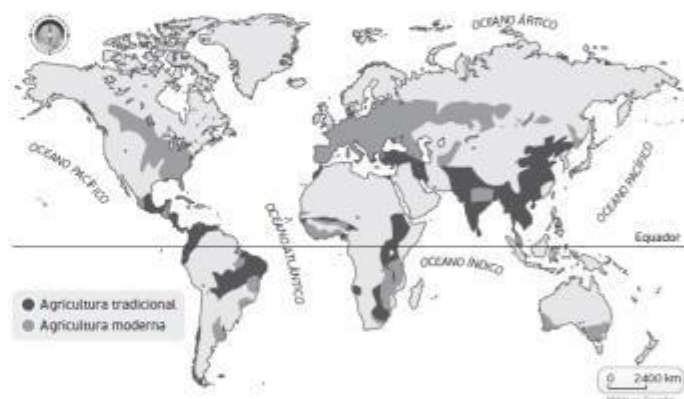 OCEANO ÁRTICO
OCEANO PACÍFICO
OCEANO ATLÂNTICO
OCEANO PACÍFICO
Equador
OCEANO ÍNDICO
Agricultura tradicional
Agricultura moderna
0 2400 km